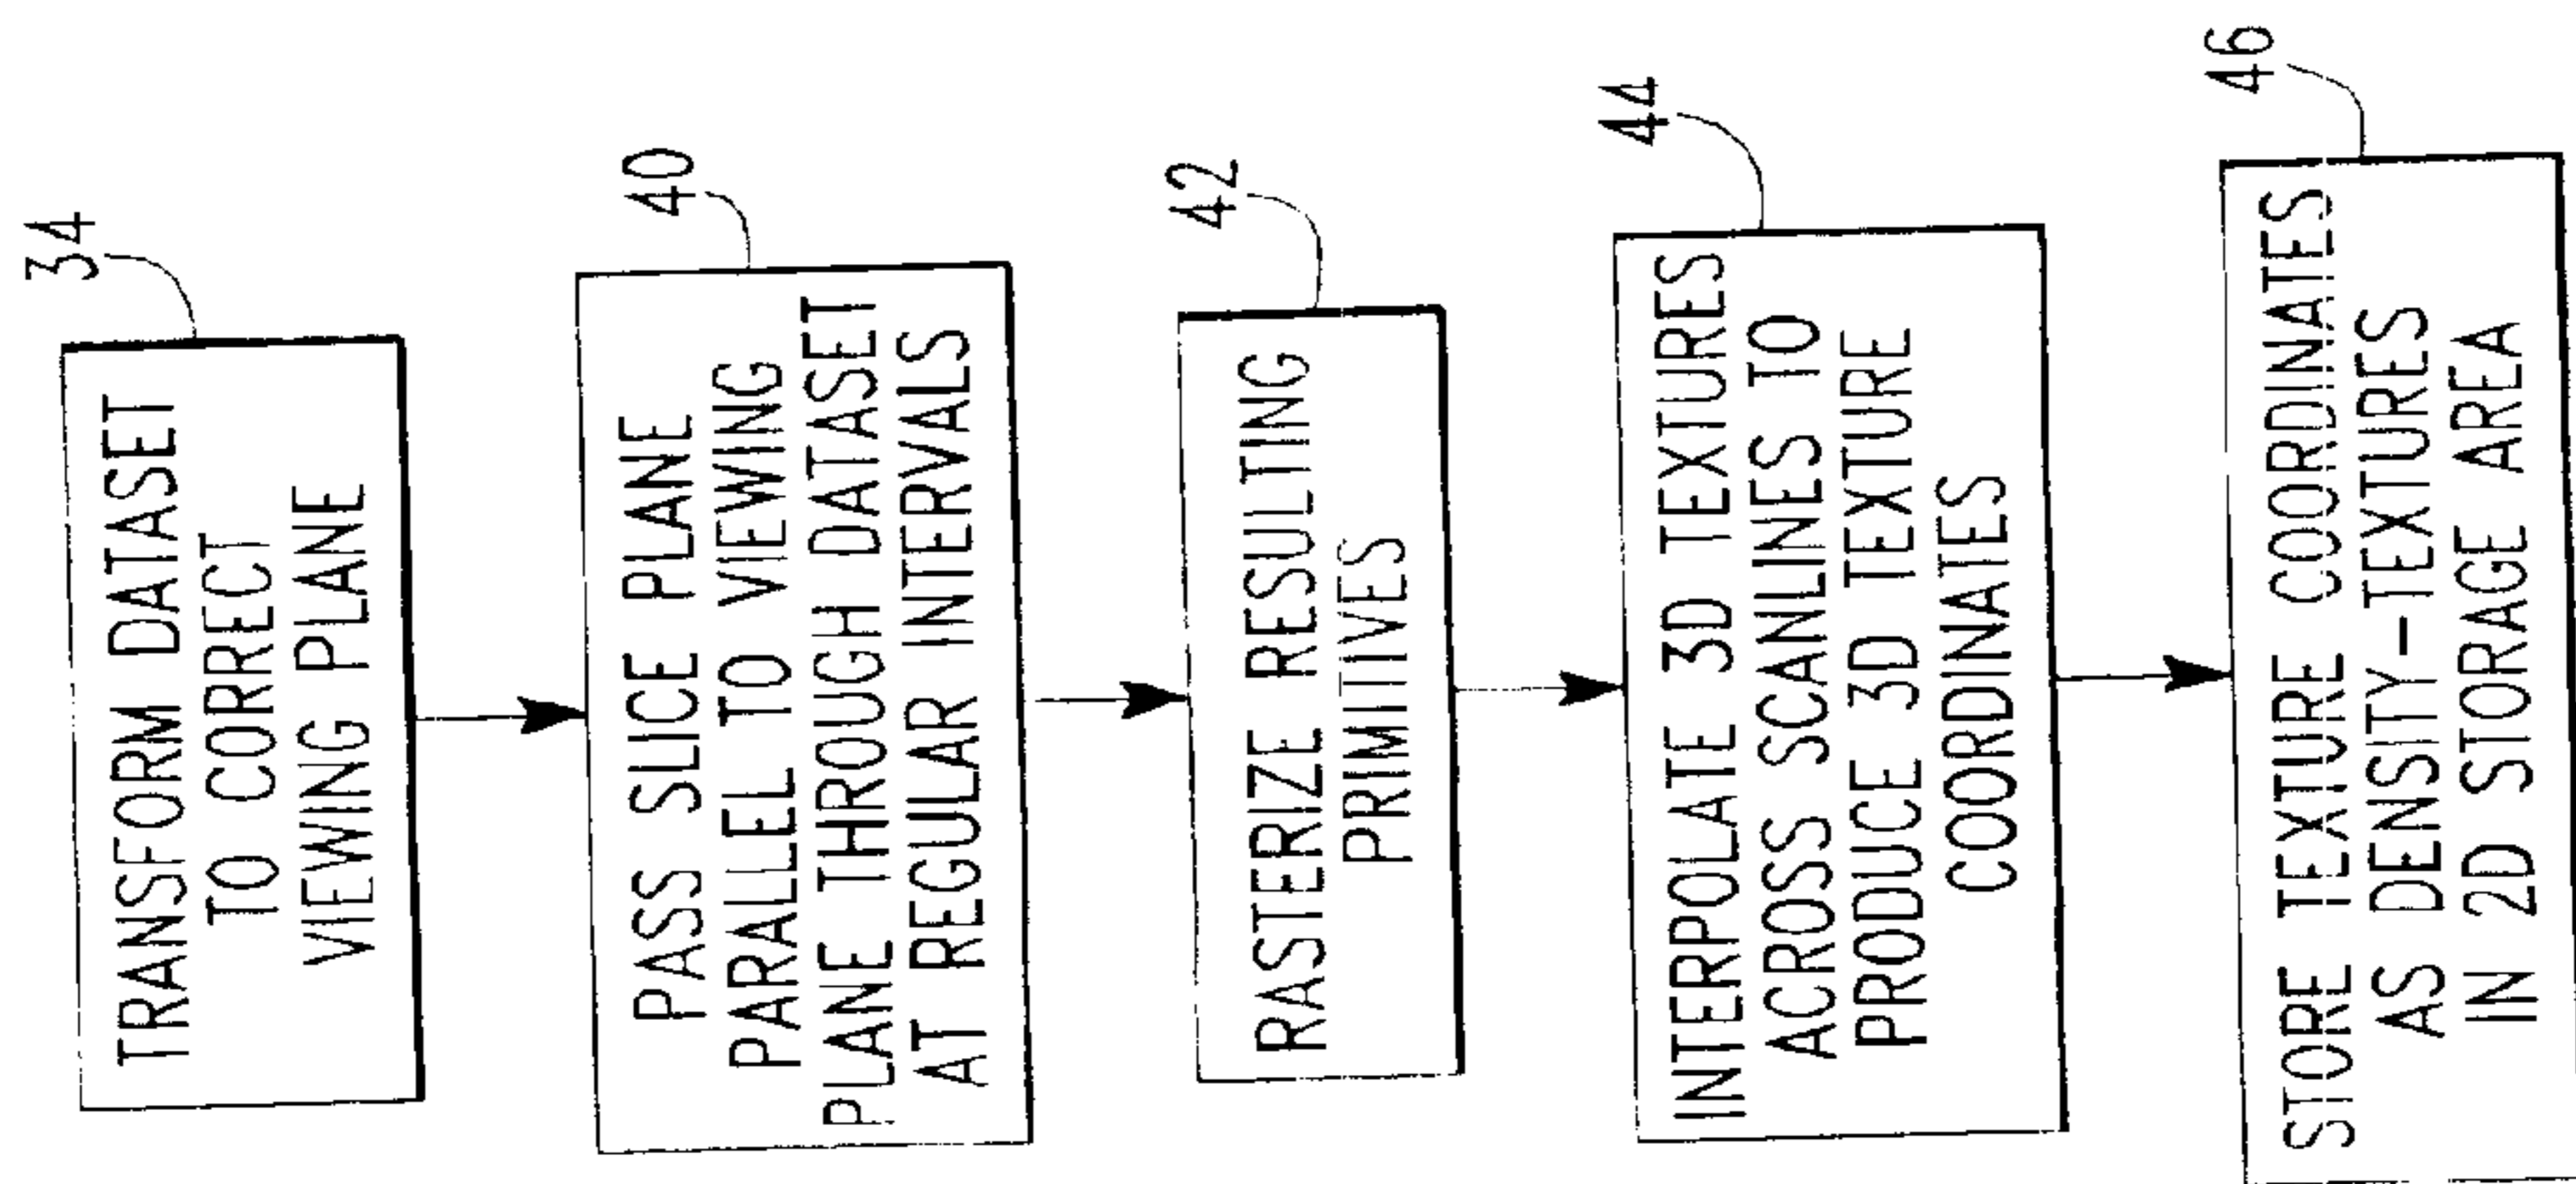 34
TRANSFORM DATASET
TO CORRECT
VIEWING PLANE
40
PASS SLICE PLANE
PARALLEL TO VIEWING
PLANE THROUGH DATASET
AT REGULAR INTERVALS
42
RASTERIZE RESULTING
PRIMITIVES
44
INTERPOLATE 3D TEXTURES
ACROSS SCANLINES TO
PRODUCE 3D TEXTURE
COORDINATES
46
STORE TEXTURE COORDINATES
AS DENSITY-TEXTURES
IN 2D STORAGE AREA